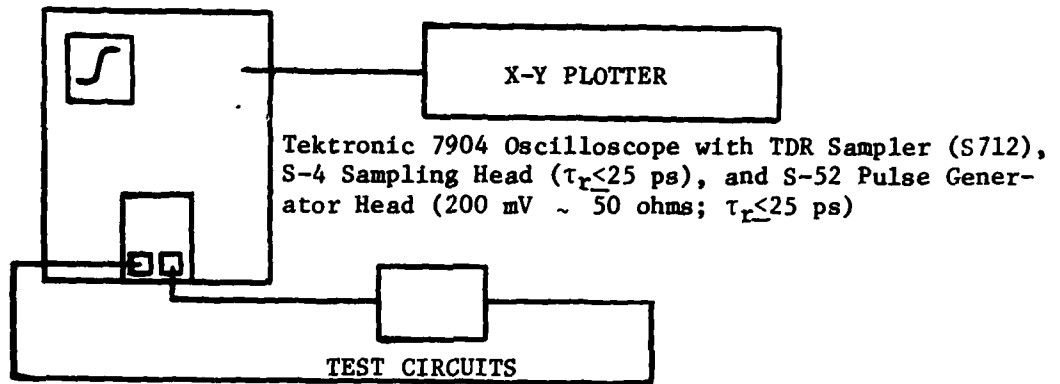 X-Y PLOTTER
Tektronic 7904 Oscilloscope with TDR Sampler (S712),
S-4 Sampling Head (τr≤25 ps), and S-52 Pulse Gener-
ator Head (200 mV ~ 50 ohms; τr≤25 ps)
TEST CIRCUITS